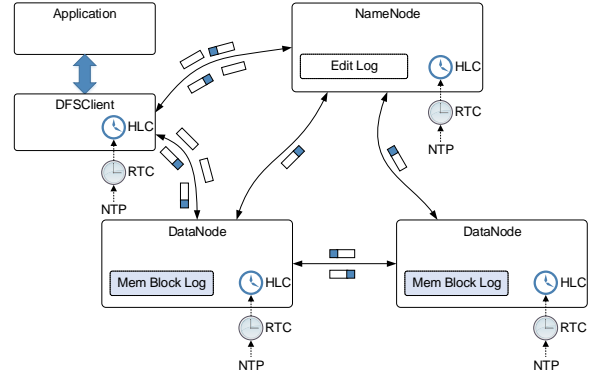 Application
NameNode
Edit Log
HLC
RTC
NTP
DFSClient
HLC
RTC
NTP
DataNode
Mem Block Log
HLC
RTC
NTP
DataNode
Mem Block Log
HLC
RTC
NTP